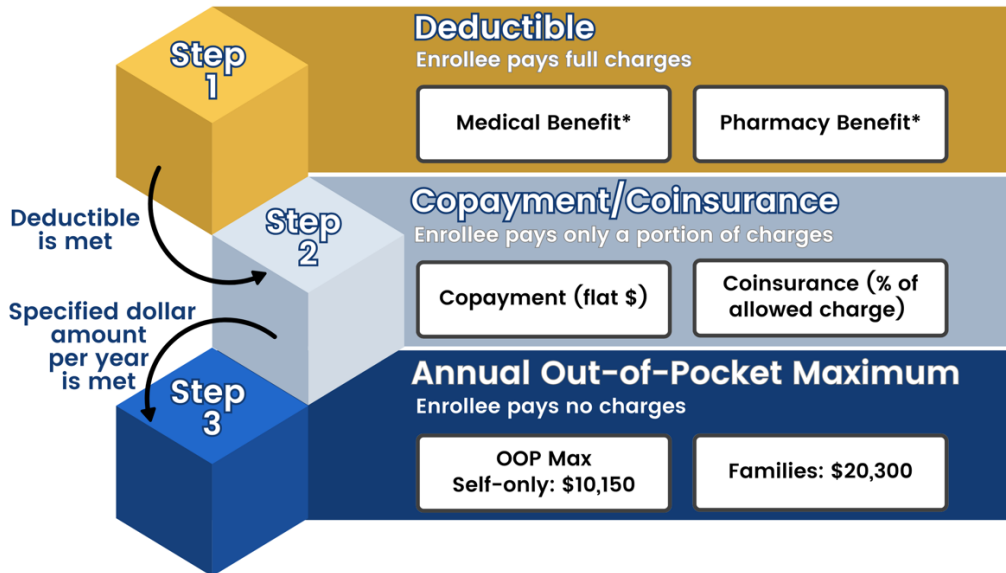 Step
1
Deductible
Enrollee pays full charges
Medical Benefit*
Pharmacy Benefit*
Deductible
is met
Step
2
Copayment/Coinsurance
Enrollee pays only a portion of charges
Copayment (flat $)
Coinsurance (% of
allowed charge)
Specified dollar
amount
per year
is met
Step
3
Annual Out-of-Pocket Maximum
Enrollee pays no charges
OOP Max
Self-only: $10,150
Families: $20,300